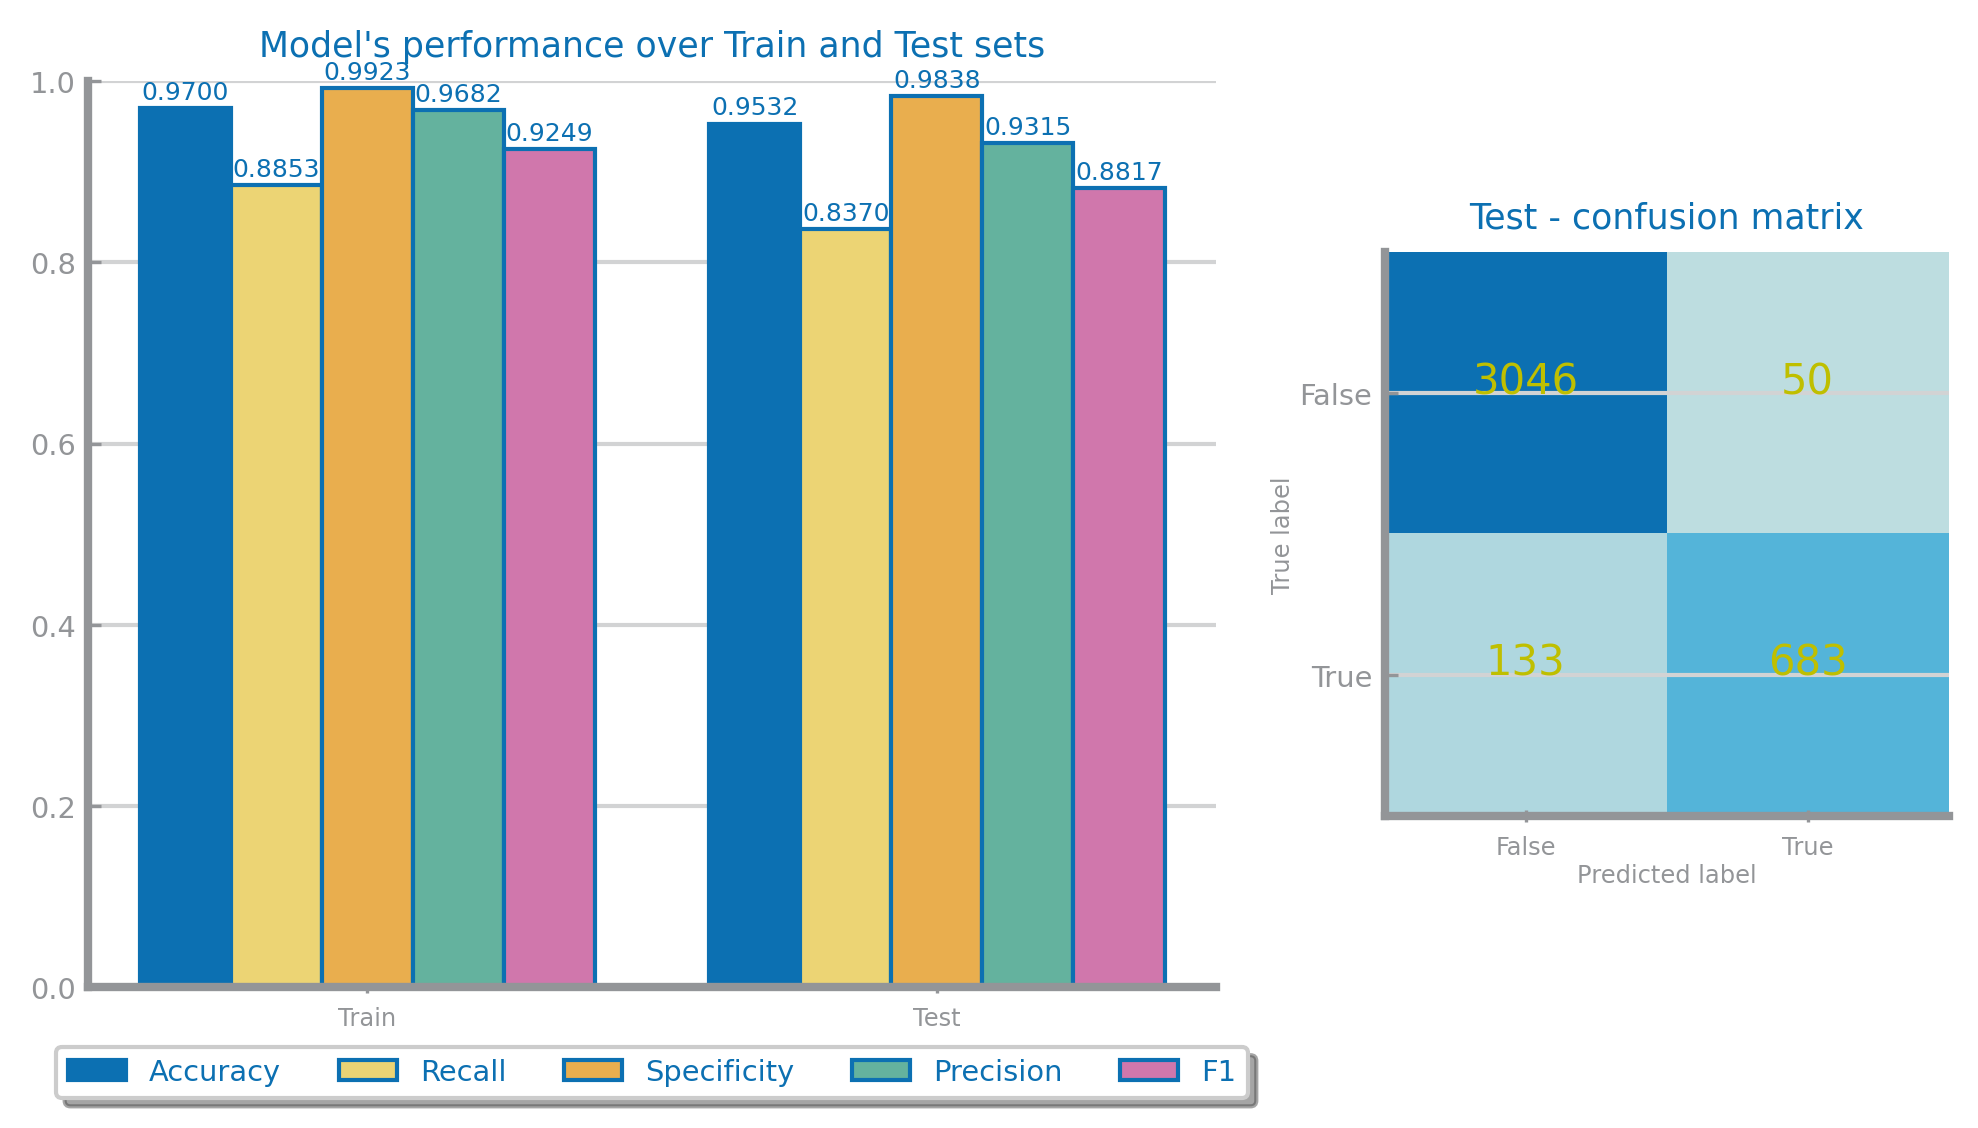 Model's performance over Train and Test sets
1.0
0.8
0.6
0.4
0.2
0.0
0.9700
0.8853
0.9923
0.9682
0.9249
0.9532
0.8370
0.9838
0.9315
0.8817
Train
Test
Accuracy Recall Specificity Precision F1
Test - confusion matrix
True label
False
True
3046 50
133 683
False True
Predicted label